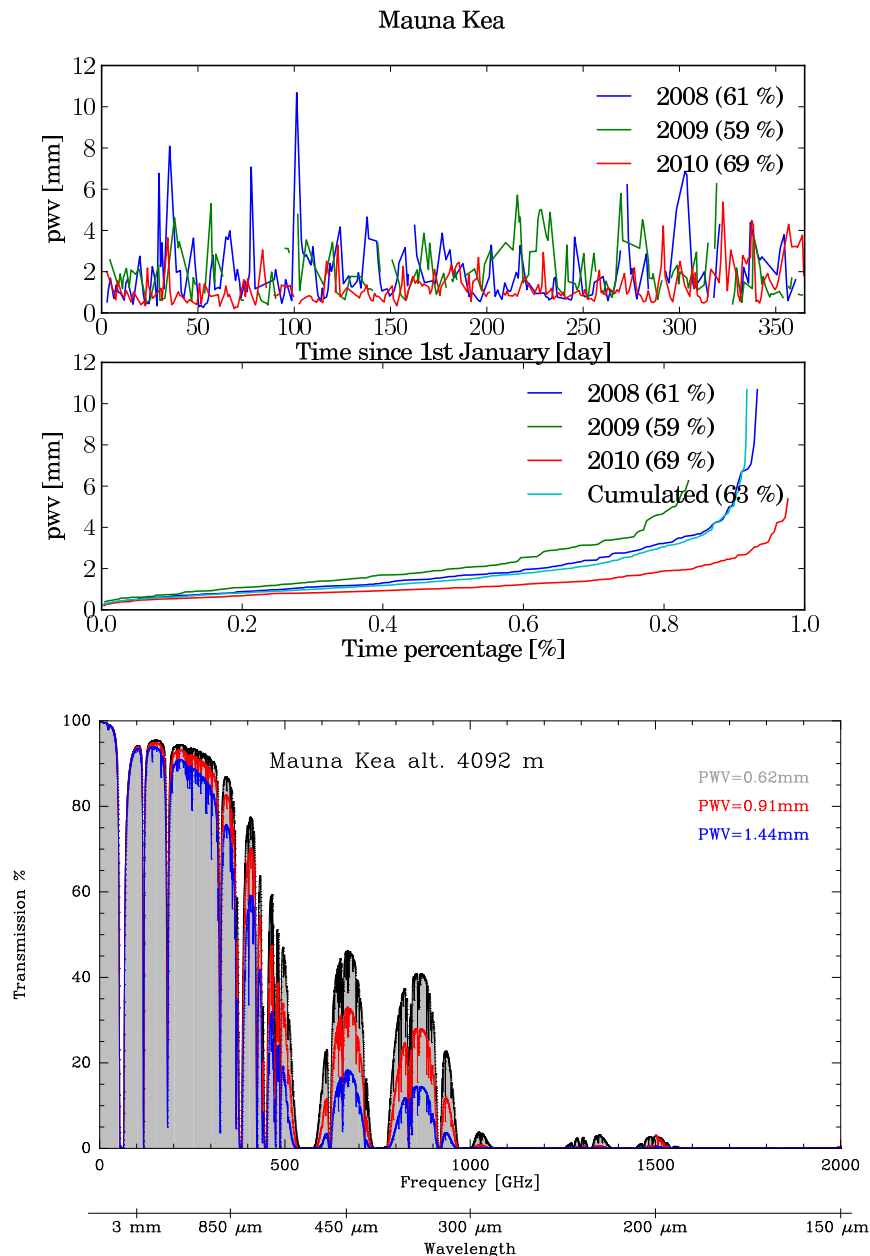 Mauna Kea
12
10
8
6
4
2
0
pwv [mm]
2008 (61 %)
2009 (59 %)
2010 (69 %)
0 50 100 150 200 250 300 350
Time since 1st January [day]
12
10
8
6
4
2
0
pwv [mm]
2008 (61 %)
2009 (59 %)
2010 (69 %)
Cumulated (63 %)
0.0 0.2 0.4 0.6 0.8 1.0
Time percentage [%]
100
80
60
40
20
0
Transmission %
Mauna Kea alt. 4092 m
PWV=0.62mm
PWV=0.91mm
PWV=1.44mm
0 500 1000 1500 2000
Frequency [GHz]
3 mm 850 μm 450 μm 300 μm 200 μm 150 μm
Wavelength